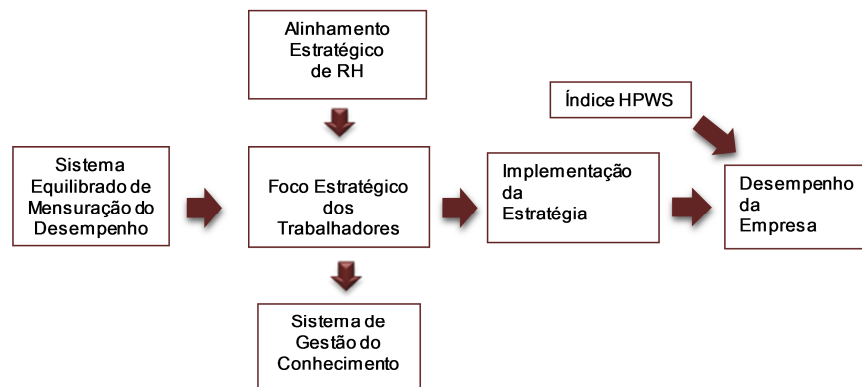 Alinhamento
Estratégico
de RH
Índice HPWS
Sistema
Equilibrado de
Mensuração do
Desempenho
Foco Estratégico
dos
Trabalhadores
Implementação
da
Estratégia
Desempenho
da
Empresa
Sistema de
Gestão do
Conhecimento